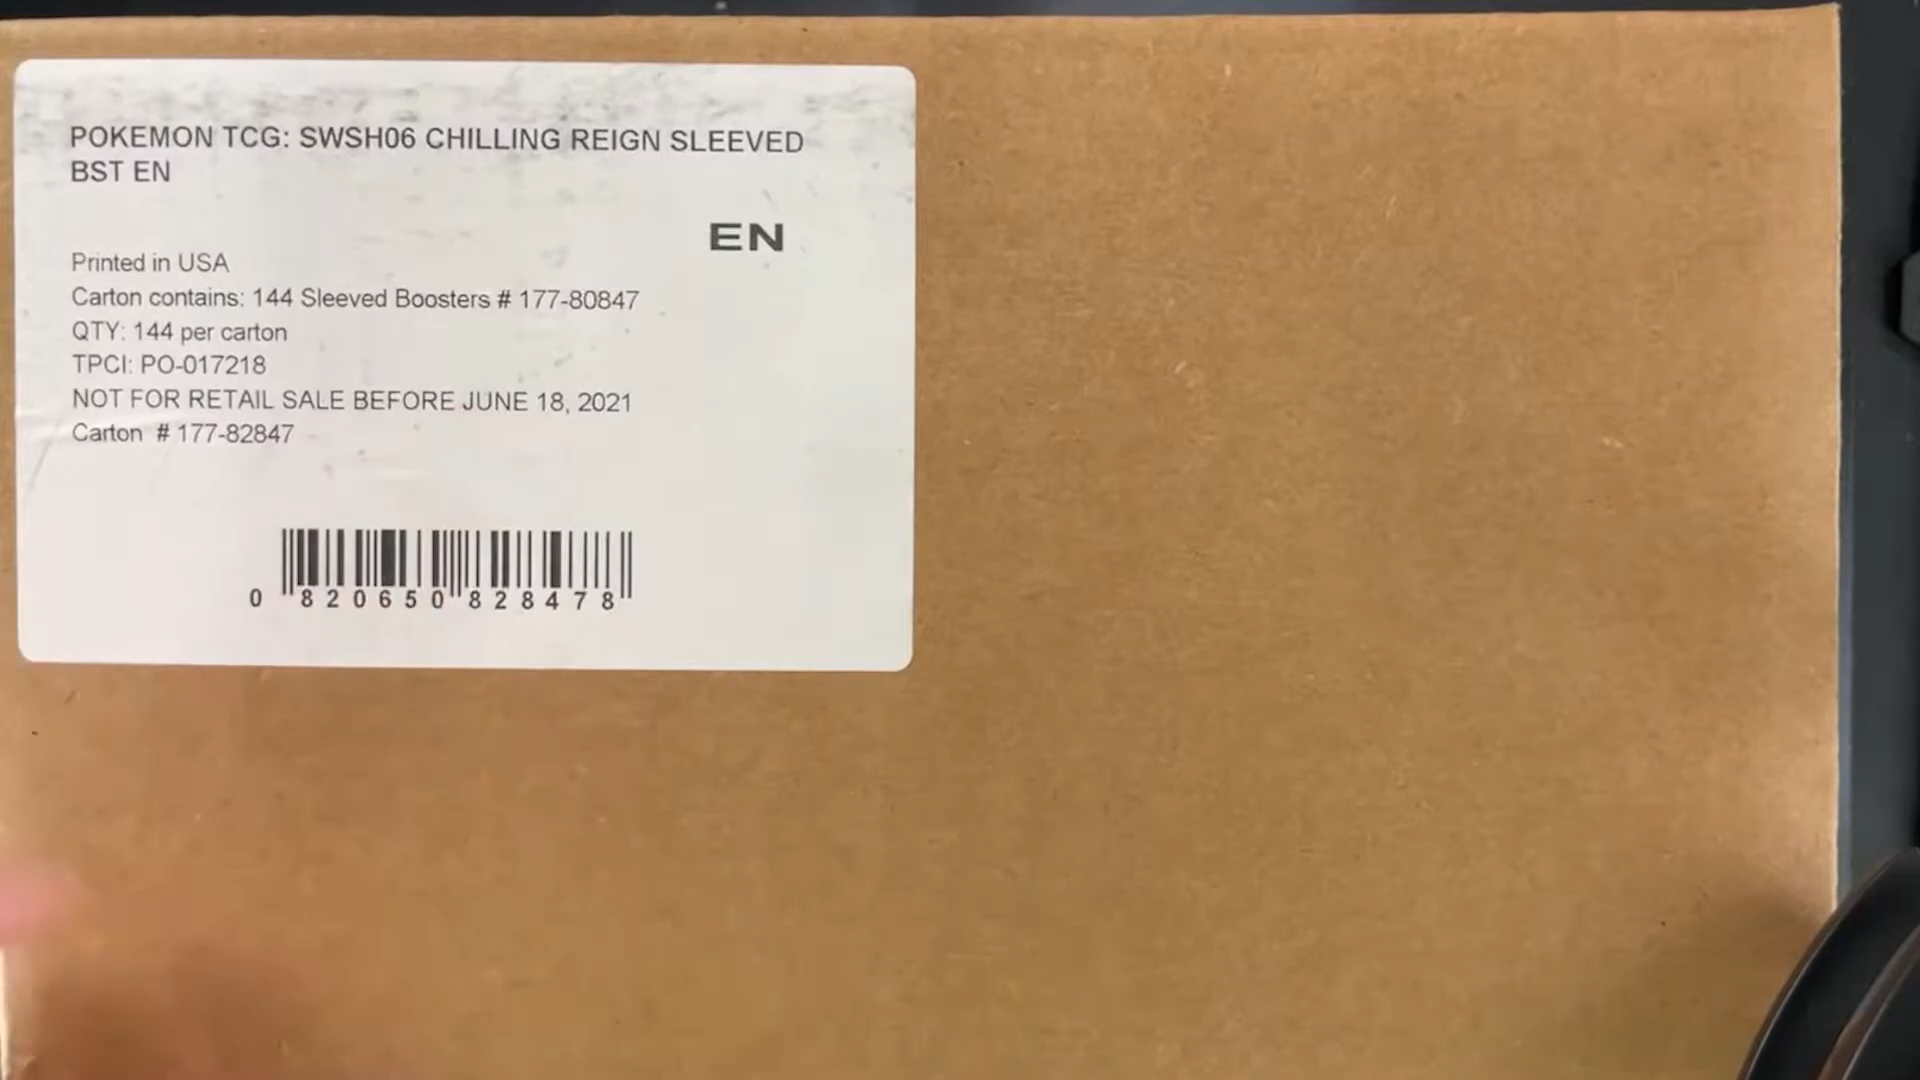 POKEMON TCG: SWSH06 CHILLING REIGN SLEEVED
BST EN
EN
Printed in USA
Carton contains: 144 Sleeved Boosters # 177-80847
QTY: 144 per carton
TPCI: PO-017218
NOT FOR RETAIL SALE BEFORE JUNE 18, 2021
Carton # 177-82847
0 820650 828478